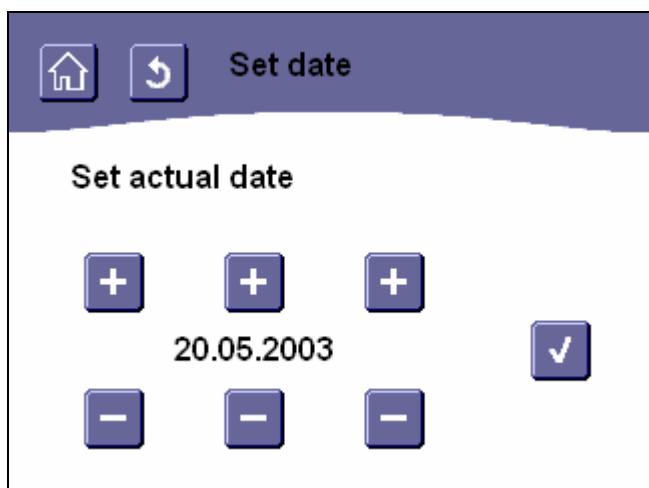 Set date
Set actual date
+ + +
20.05.2003
− − −